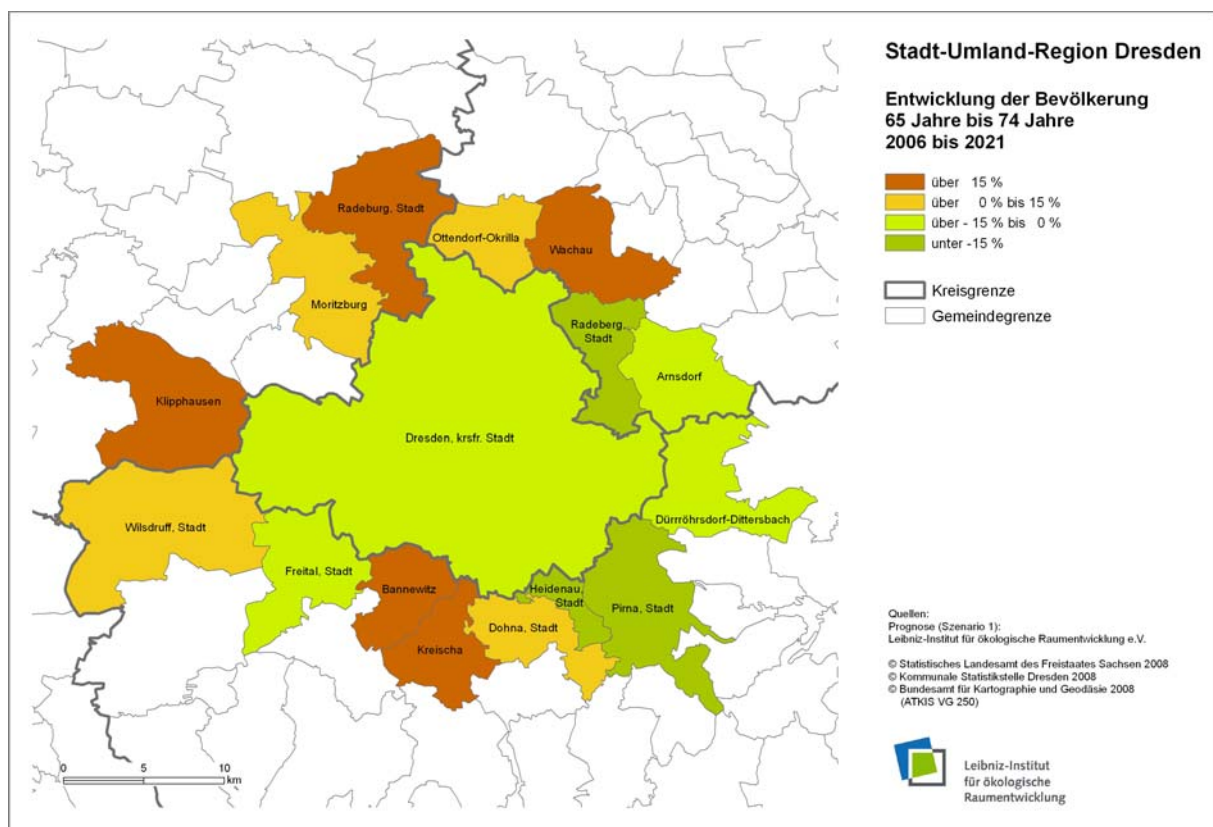 Stadt-Umland-Region Dresden
Entwicklung der Bevölkerung
65 Jahre bis 74 Jahre
2006 bis 2021
über 15 %
über 0 % bis 15 %
über - 15 % bis 0 %
unter -15 %
Kreisgrenze
Gemeindegrenze
Radeburg, Stadt
Ottendorf-Okrilla
Wachau
Moritzburg
Radeberg,
Stadt
Arnsdorf
Klipphausen
Dresden, krsfr. Stadt
Wilsdruff, Stadt
Dürrröhrsdorf-Dittersbach
Freital, Stadt
Bannewitz
Heidenau,
Stadt
Pirna, Stadt
Dohna, Stadt
Kreischa
0 5 10
km
Quellen:
Prognose (Szenario 1):
Leibniz-Institut für ökologische Raumentwicklung e.V.
© Statistisches Landesamt des Freistaates Sachsen 2008
© Kommunale Statistikstelle Dresden 2008
© Bundesamt für Kartographie und Geodäsie 2008
(ATKIS VG 250)
Leibniz-Institut
für ökologische
Raumentwicklung